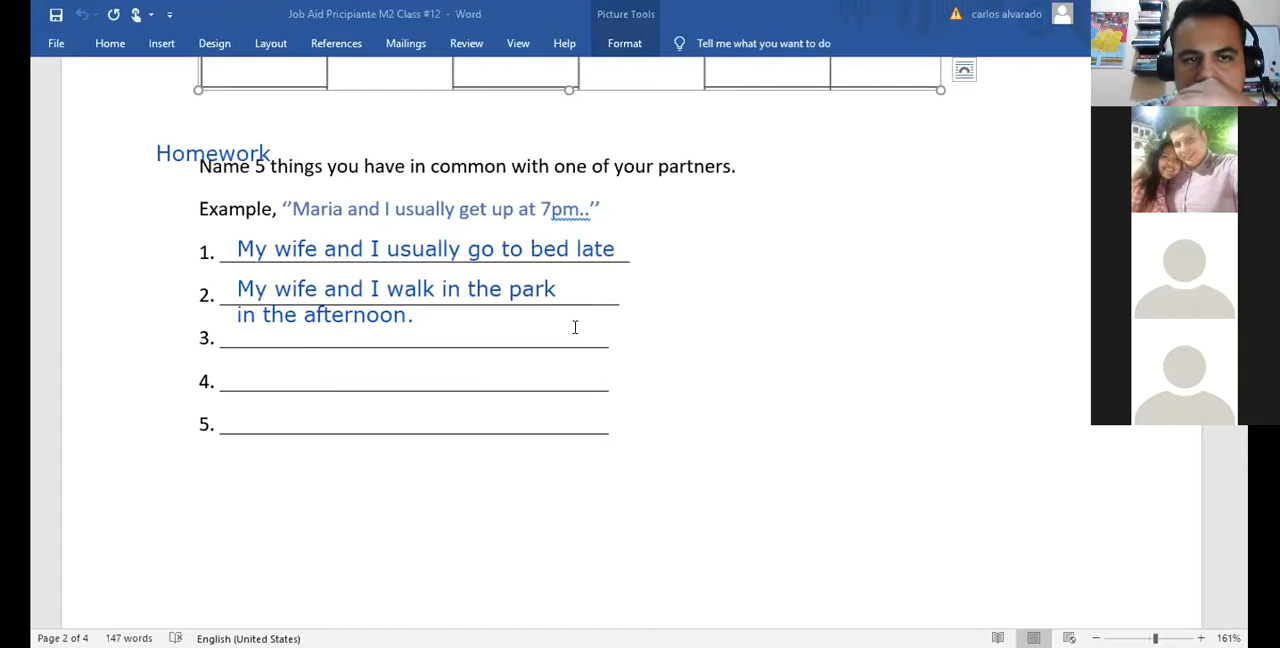 Job Aid Pricipiante M2 Class #12 - Word
Picture Tools
carlos alvarado
File Home Insert Design Layout References Mailings Review View Help Format Tell me what you want to do
Homework
Name 5 things you have in common with one of your partners.
Example, ‘’Maria and I usually get up at 7pm..’’
1. My wife and I usually go to bed late
2. My wife and I walk in the park
in the afternoon.
3.
4.
5.
Page 2 of 4 147 words English (United States) 161%